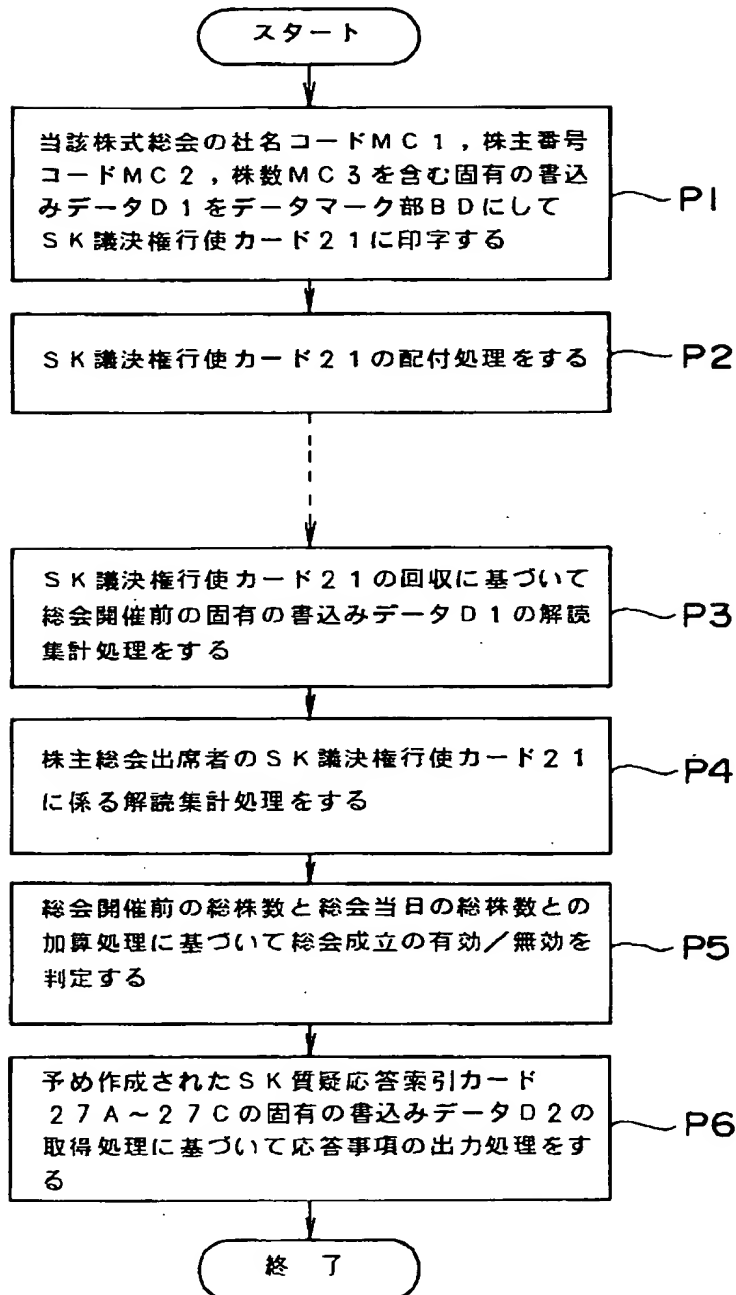 スタート
当該株式総会の社名コードMC1，株主番号
コードMC2，株数MC3を含む固有の書込
みデータD1をデータマーク部BDにして
SK議決権行使カード21に印字する
P1
SK議決権行使カード21の配付処理をする
P2
SK議決権行使カード21の回収に基づいて
総会開催前の固有の書込みデータD1の解読
集計処理をする
P3
株主総会出席者のSK議決権行使カード21
に係る解読集計処理をする
P4
総会開催前の総株数と総会当日の総株数との
加算処理に基づいて総会成立の有効／無効を
判定する
P5
予め作成されたSK質疑応答索引カード
27A～27Cの固有の書込みデータD2の
取得処理に基づいて応答事項の出力処理をす
る
P6
終 了